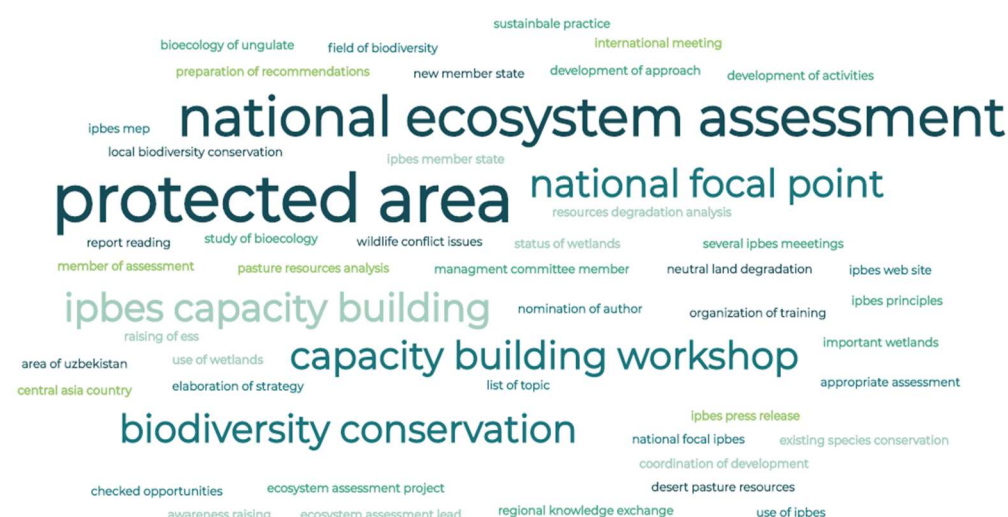 sustainbale practice
bioecology of ungulate field of biodiversity international meeting
preparation of recommendations new member state development of approach development of activities
national ecosystem assessment
ipbes mep
local biodiversity conservation ipbes member state
protected area national focal point
resources degradation analysis
report reading study of bioecology wildlife conflict issues status of wetlands several ipbes meeetings
member of assessment pasture resources analysis managment committee member neutral land degradation ipbes web site
ipbes capacity building nomination of author organization of training ipbes principles
raising of ess
area of uzbekistan use of wetlands capacity building workshop important wetlands
central asia country elaboration of strategy list of topic appropriate assessment
biodiversity conservation ipbes press release
national focal ipbes existing species conservation
coordination of development
checked opportunities ecosystem assessment project desert pasture resources
awareness raising ecosystem assessment lead regional knowledge exchange use of ipbes